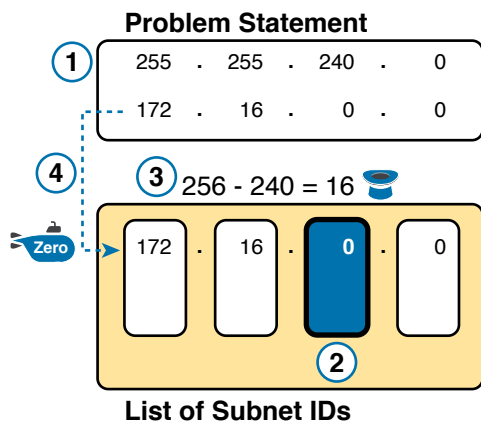 Problem Statement
1 255 . 255 . 240 . 0
172 . 16 . 0 . 0
4
3 256 - 240 = 16
Zero 172 . 16 . 0 . 0
2
List of Subnet IDs